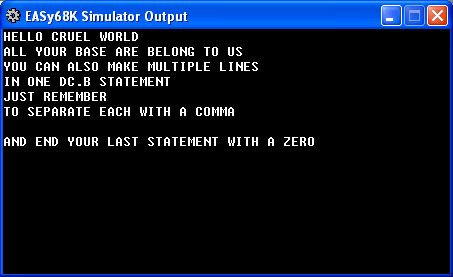 EASy68K Simulator Output
HELLO CRUEL WORLD
ALL YOUR BASE ARE BELONG TO US
YOU CAN ALSO MAKE MULTIPLE LINES
IN ONE DC.B STATEMENT
JUST REMEMBER
TO SEPARATE EACH WITH A COMMA
AND END YOUR LAST STATEMENT WITH A ZERO